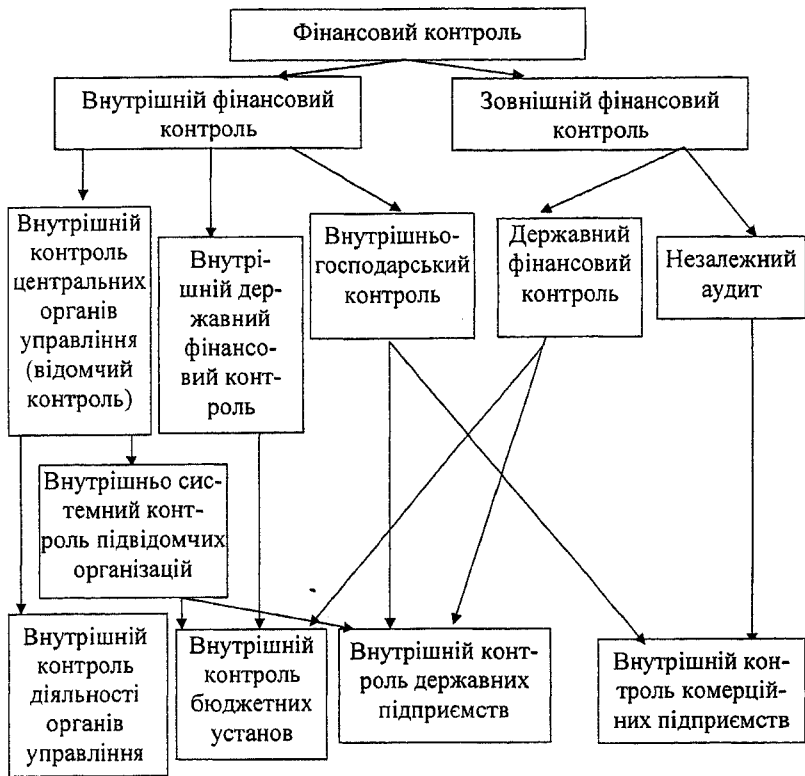 Фінансовий контроль
Внутрішній фінансовий
контроль
Зовнішній фінансовий
контроль
Внутрішній
контроль
центральних
органів
управління
(відомчий
контроль)
Внутрі-
шній дер-
жавний
фінансо-
вий конт-
роль
Внутрішньо-
господарський
контроль
Державний
фінансовий
контроль
Незалежний
аудит
Внутрішньо сис-
темний конт-
роль підвідомчих
організацій
Внутрішній
контроль
діяльності
органів
управління
Внутрішній
контроль
бюджетних
установ
Внутрішній конт-
роль державних
підприємств
Внутрішній кон-
троль комерцій-
них підприємств